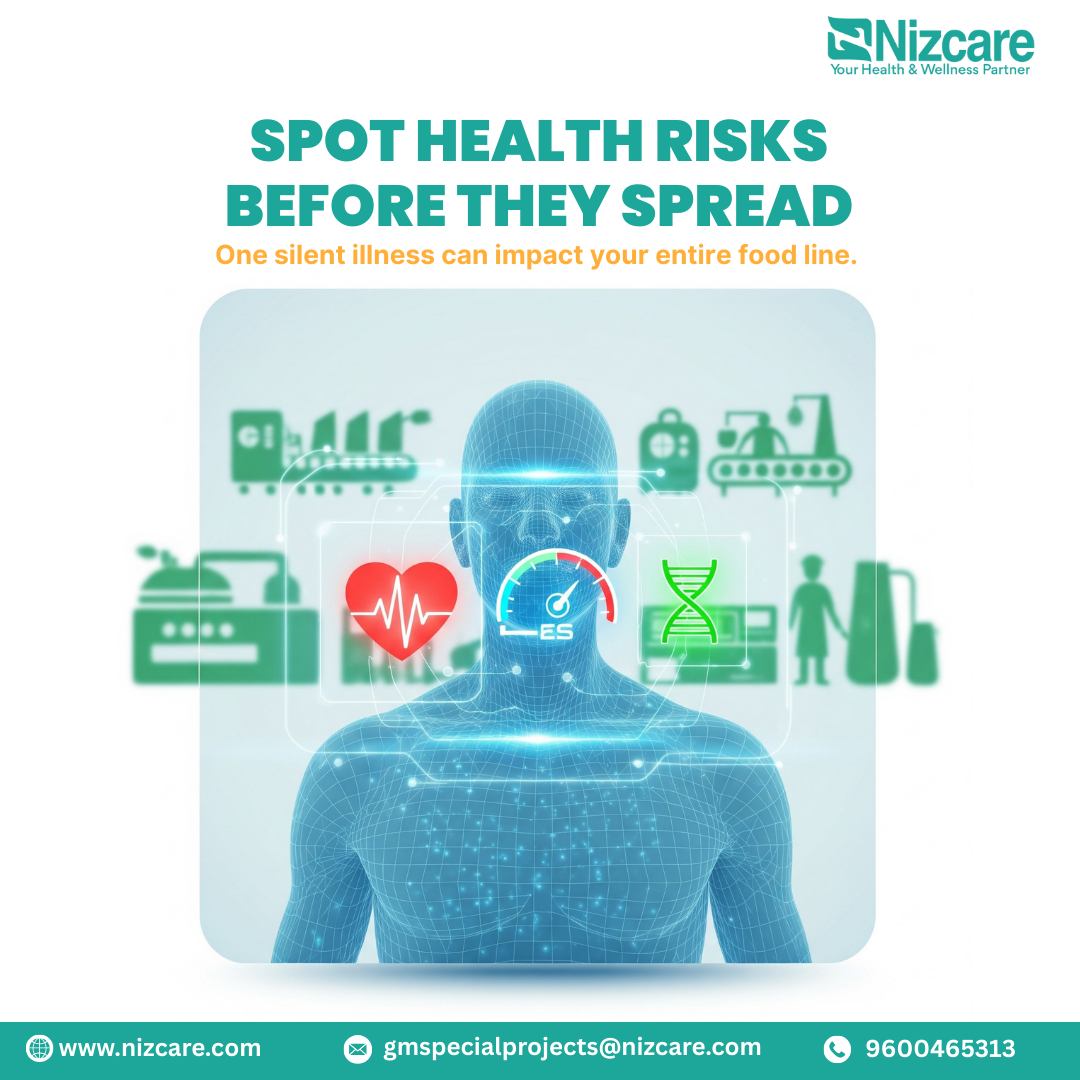 Nizcare
Your Health & Wellness Partner
SPOT HEALTH RISKS
BEFORE THEY SPREAD
One silent illness can impact your entire food line.
ES
www.nizcare.com
gmspecialprojects@nizcare.com
9600465313